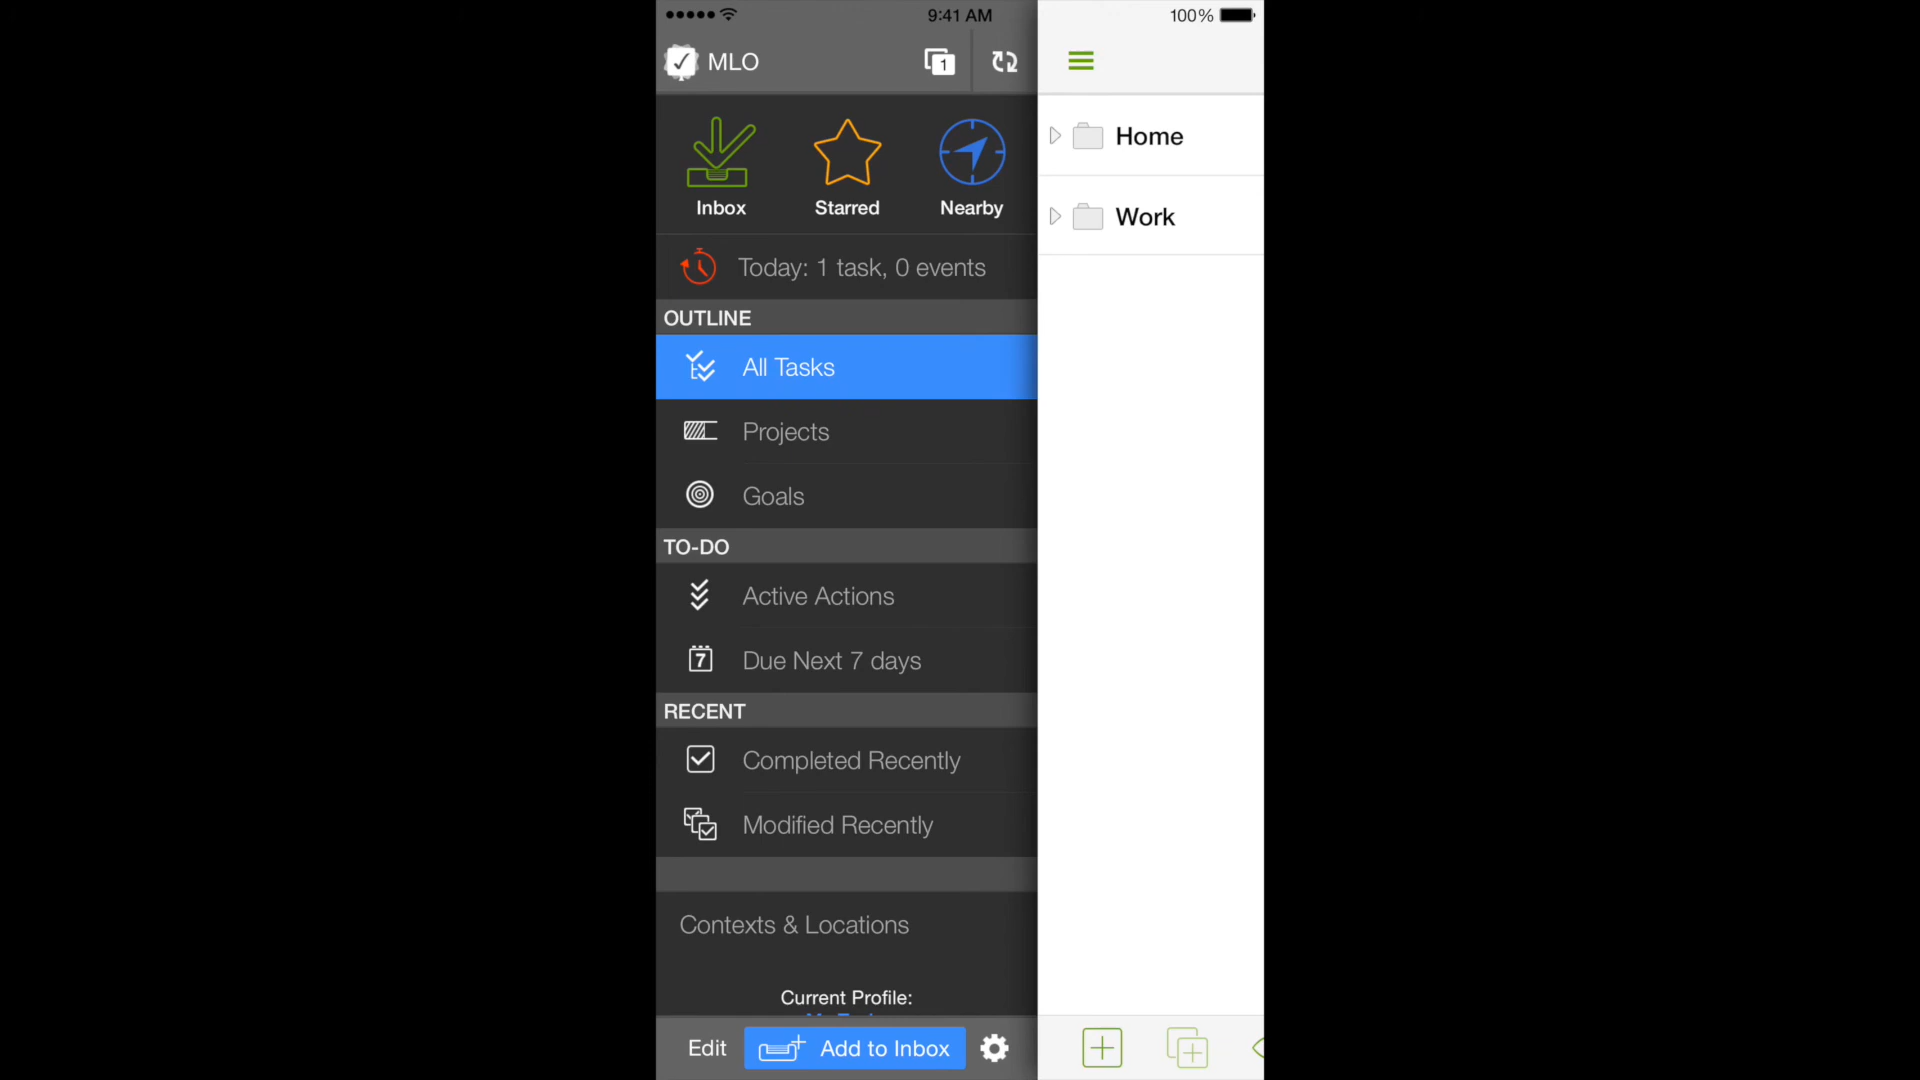 9:41 AM
100%
MLO
1
Inbox
Starred
Nearby
Today: 1 task, 0 events
OUTLINE
All Tasks
Projects
Goals
TO-DO
Active Actions
7
Due Next 7 days
RECENT
Completed Recently
Modified Recently
Contexts & Locations
Current Profile:
Edit
Add to Inbox
Home
Work